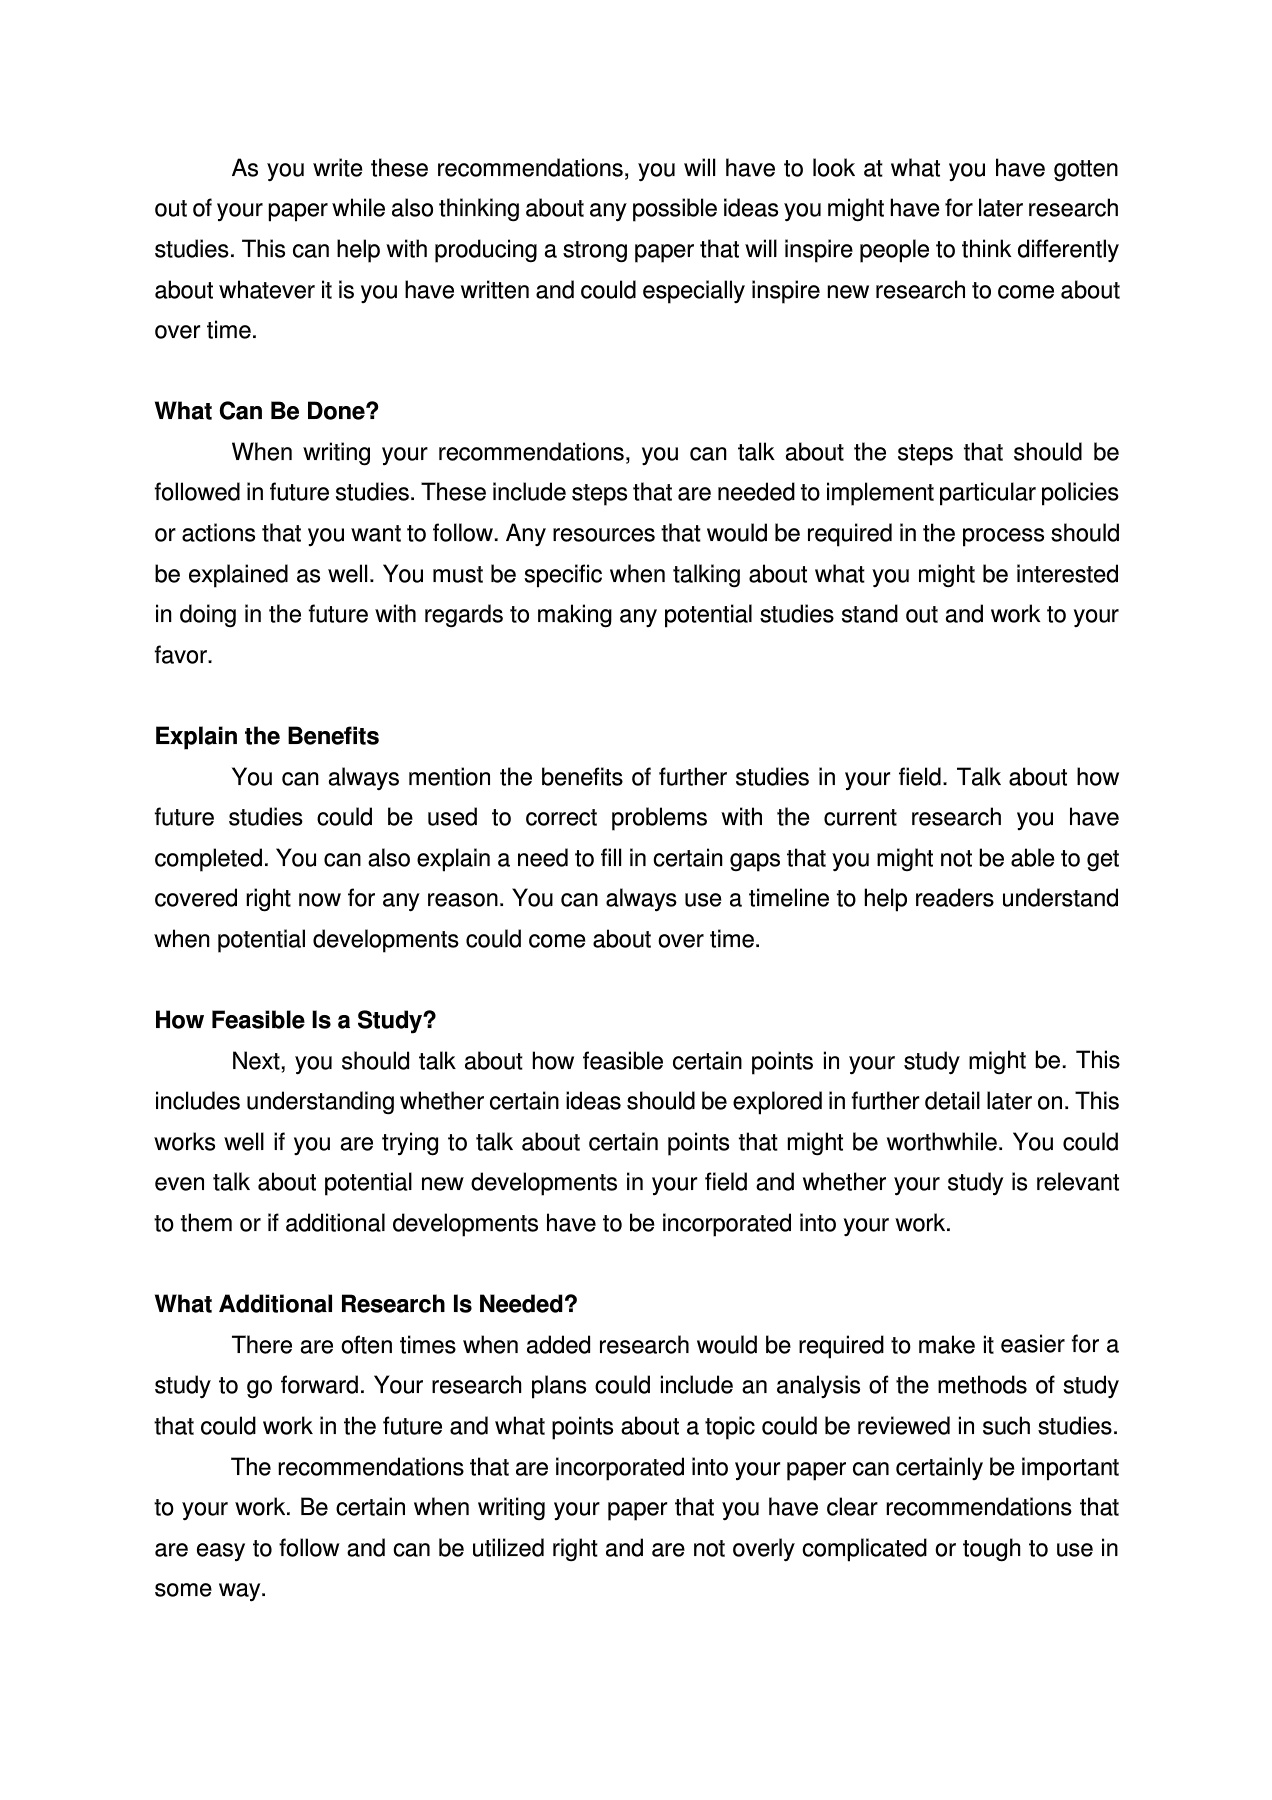 As you write these recommendations, you will have to look at what you have gotten
out of your paper while also thinking about any possible ideas you might have for later research
studies. This can help with producing a strong paper that will inspire people to think differently
about whatever it is you have written and could especially inspire new research to come about
over time.
What Can Be Done?
When writing your recommendations, you can talk about the steps that should be
followed in future studies. These include steps that are needed to implement particular policies
or actions that you want to follow. Any resources that would be required in the process should
be explained as well. You must be specific when talking about what you might be interested
in doing in the future with regards to making any potential studies stand out and work to your
favor.
Explain the Benefits
You can always mention the benefits of further studies in your field. Talk about how
future studies could be used to correct problems with the current research you have
completed. You can also explain a need to fill in certain gaps that you might not be able to get
covered right now for any reason. You can always use a timeline to help readers understand
when potential developments could come about over time.
How Feasible Is a Study?
Next, you should talk about how feasible certain points in your study might be. This
includes understanding whether certain ideas should be explored in further detail later on. This
works well if you are trying to talk about certain points that might be worthwhile. You could
even talk about potential new developments in your field and whether your study is relevant
to them or if additional developments have to be incorporated into your work.
What Additional Research Is Needed?
There are often times when added research would be required to make it easier for a
study to go forward. Your research plans could include an analysis of the methods of study
that could work in the future and what points about a topic could be reviewed in such studies.
The recommendations that are incorporated into your paper can certainly be important
to your work. Be certain when writing your paper that you have clear recommendations that
are easy to follow and can be utilized right and are not overly complicated or tough to use in
some way.